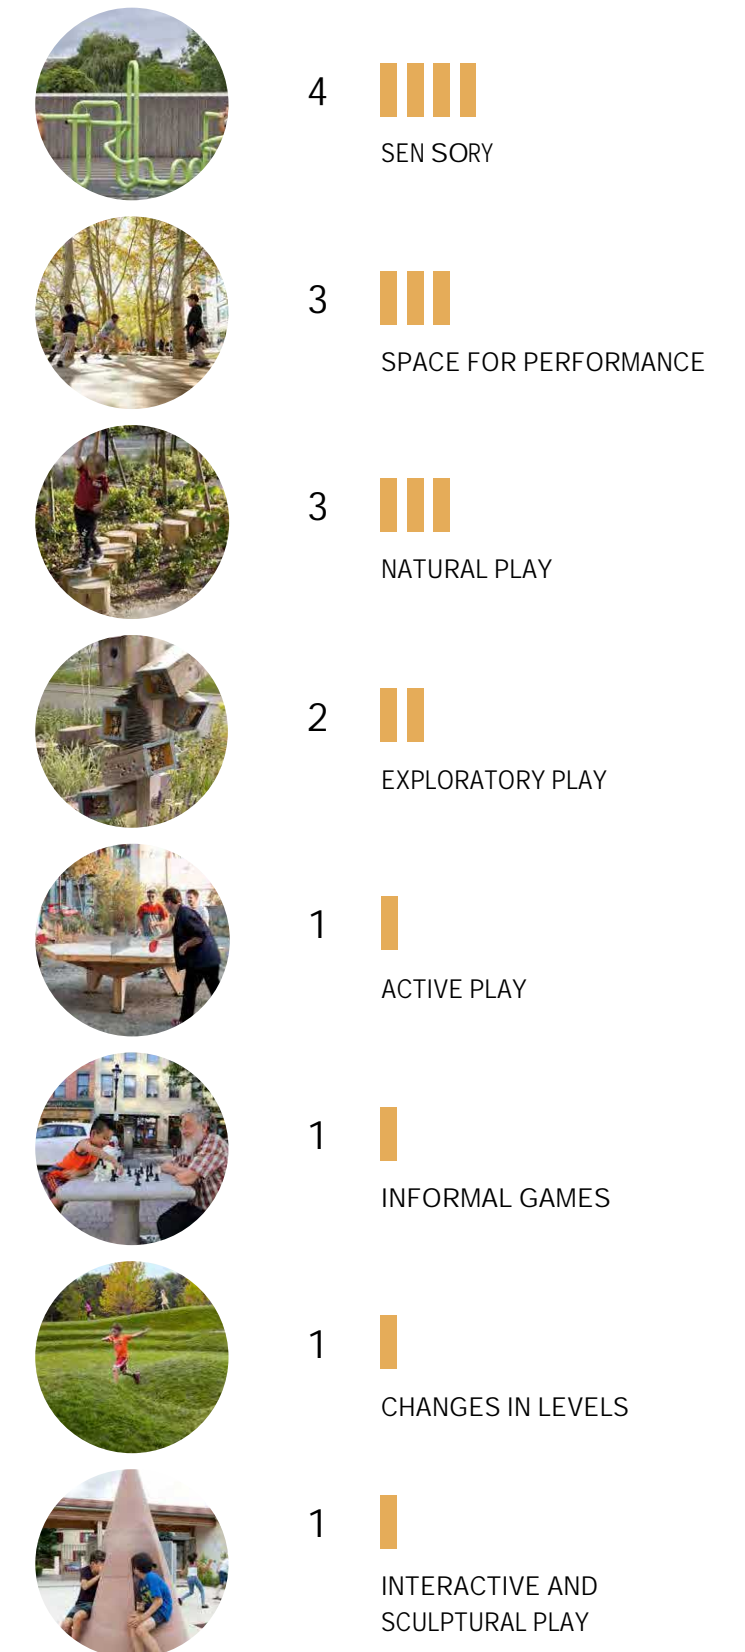 4
SEN SORY
3
SPACE FOR PERFORMANCE
3
NATURAL PLAY
2
EXPLORATORY PLAY
1
ACTIVE PLAY
1
INFORMAL GAMES
1
CHANGES IN LEVELS
1
INTERACTIVE AND
SCULPTURAL PLAY